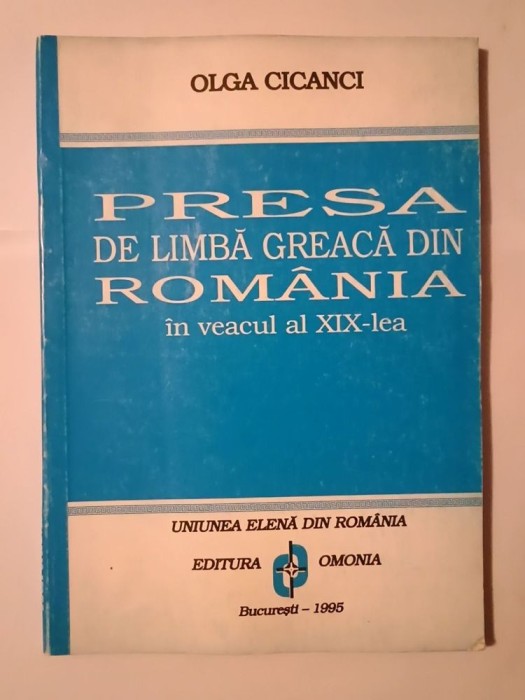 OLGA CICANCI
PRESA
DE LIMBĂ GREACĂ DIN
ROMÂNIA
în veacul al XIX-lea
UNIUNEA ELENĂ DIN ROMÂNIA
EDITURA OMONIA
Bucureşti – 1995